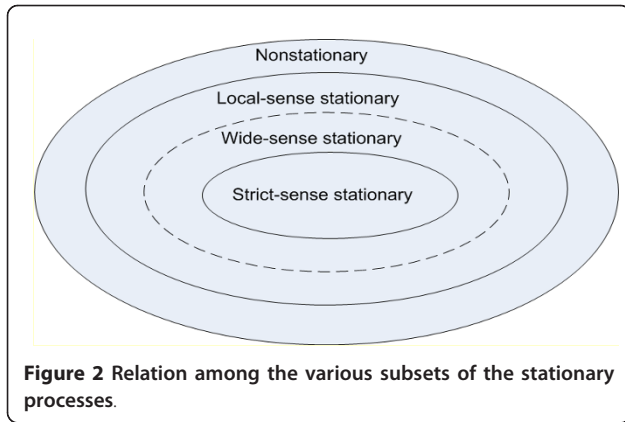 Nonstationary
Local-sense stationary
Wide-sense stationary
Strict-sense stationary
Figure 2 Relation among the various subsets of the stationary
processes.